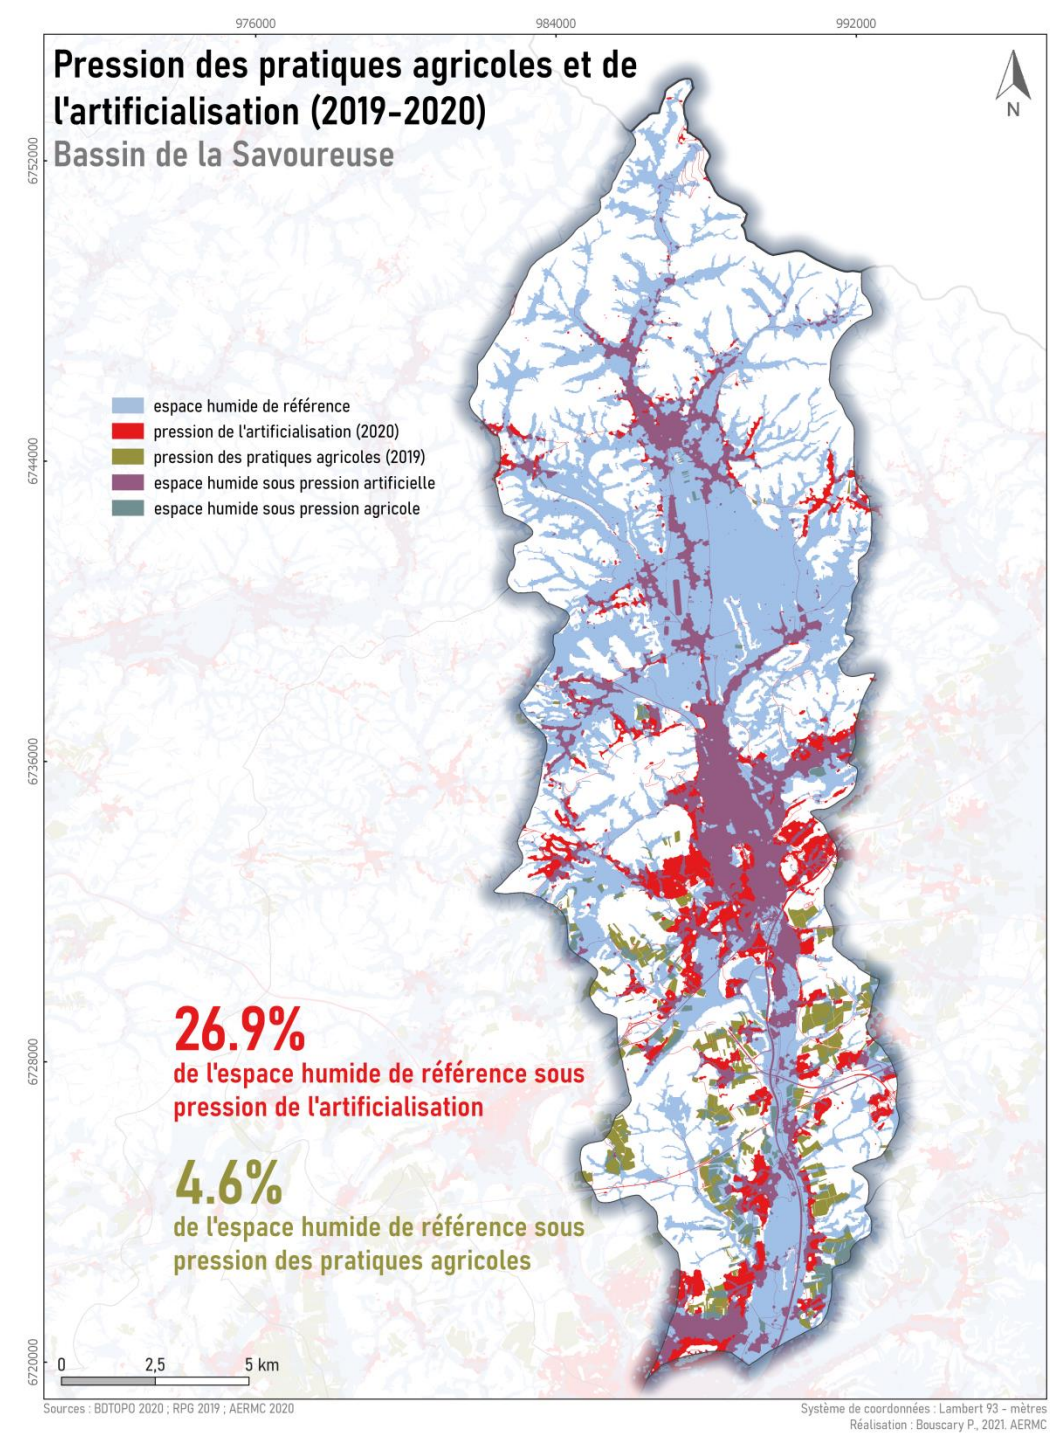 976000
984000
992000
Pression des pratiques agricoles et de
l'artificialisation (2019-2020)
Bassin de la Savoureuse
N
6752000
6744000
6736000
6728000
6720000
espace humide de référence
pression de l'artificialisation (2020)
pression des pratiques agricoles (2019)
espace humide sous pression artificielle
espace humide sous pression agricole
26.9%
de l'espace humide de référence sous
pression de l'artificialisation
4.6%
de l'espace humide de référence sous
pression des pratiques agricoles
0 2,5 5 km
Sources : BDTOPO 2020 ; RPG 2019 ; AERMC 2020
Système de coordonnées : Lambert 93 - mètres
Réalisation : Bouscary P., 2021. AERMC